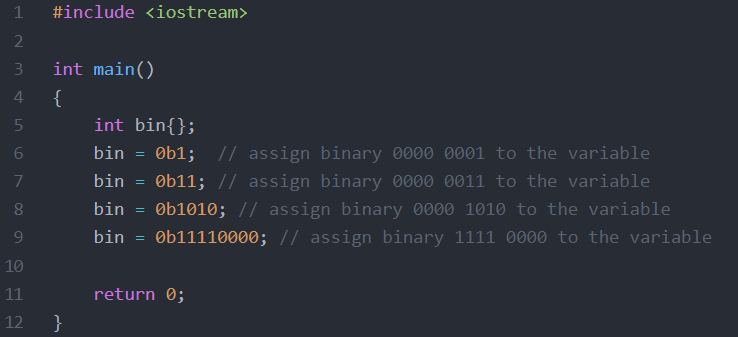 1 #include <iostream>
2
3 int main()
4 {
5     int bin{};
6     bin = 0b1;  // assign binary 0000 0001 to the variable
7     bin = 0b11; // assign binary 0000 0011 to the variable
8     bin = 0b1010; // assign binary 0000 1010 to the variable
9     bin = 0b11110000; // assign binary 1111 0000 to the variable
10
11     return 0;
12 }